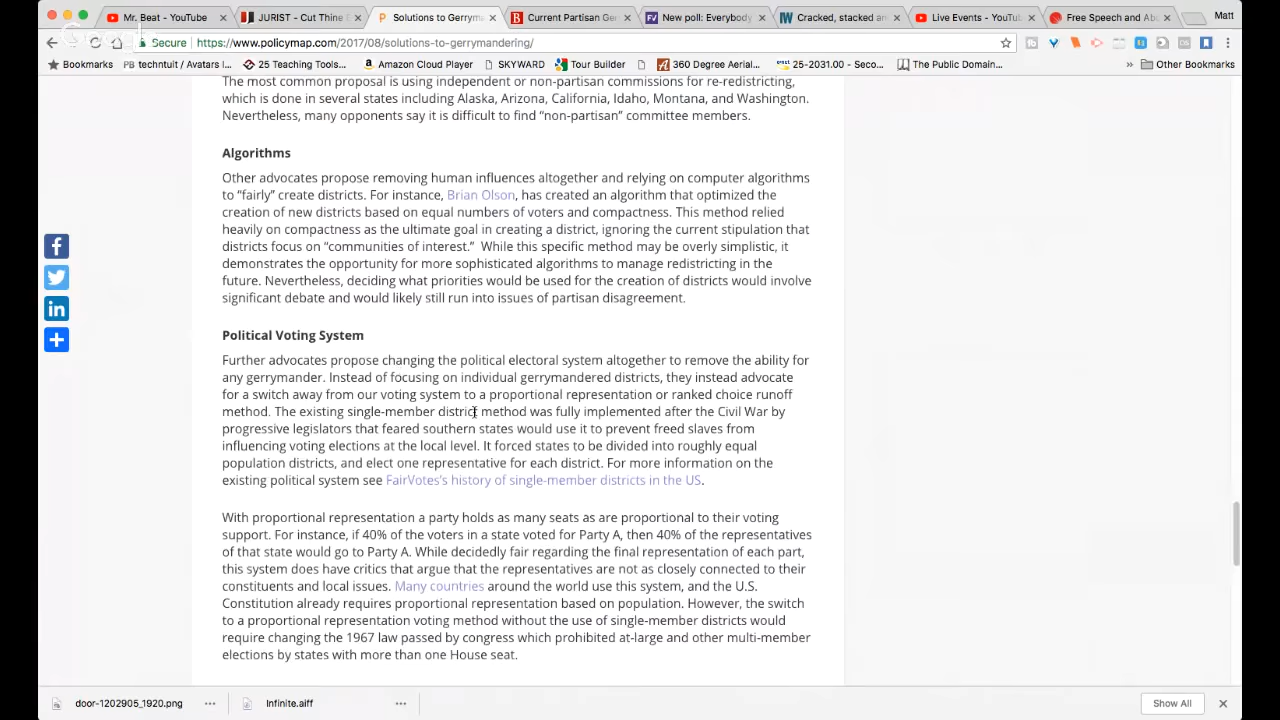 Mr. Beat - YouTube
JURIST - Cut Thine E
Solutions to Gerrym
Current Partisan Ge
New poll: Everybody
Cracked, stacked an
Live Events - YouTub
Free Speech and Ab
Matt
Secure https://www.policymap.com/2017/08/solutions-to-gerrymandering/
Bookmarks
PB techntuit / Avatars I...
25 Teaching Tools...
Amazon Cloud Player
SKYWARD
Tour Builder
360 Degree Aerial...
25-2031.00 - Seco...
The Public Domain...
»
Other Bookmarks
The most common proposal is using independent or non-partisan commissions for re-redistricting,
which is done in several states including Alaska, Arizona, California, Idaho, Montana, and Washington.
Nevertheless, many opponents say it is difficult to find “non-partisan” committee members.
Algorithms
Other advocates propose removing human influences altogether and relying on computer algorithms
to “fairly” create districts. For instance, Brian Olson, has created an algorithm that optimized the
creation of new districts based on equal numbers of voters and compactness. This method relied
heavily on compactness as the ultimate goal in creating a district, ignoring the current stipulation that
districts focus on “communities of interest.” While this specific method may be overly simplistic, it
demonstrates the opportunity for more sophisticated algorithms to manage redistricting in the
future. Nevertheless, deciding what priorities would be used for the creation of districts would involve
significant debate and would likely still run into issues of partisan disagreement.
Political Voting System
Further advocates propose changing the political electoral system altogether to remove the ability for
any gerrymander. Instead of focusing on individual gerrymandered districts, they instead advocate
for a switch away from our voting system to a proportional representation or ranked choice runoff
method. The existing single-member district method was fully implemented after the Civil War by
progressive legislators that feared southern states would use it to prevent freed slaves from
influencing voting elections at the local level. It forced states to be divided into roughly equal
population districts, and elect one representative for each district. For more information on the
existing political system see FairVotes’s history of single-member districts in the US.
With proportional representation a party holds as many seats as are proportional to their voting
support. For instance, if 40% of the voters in a state voted for Party A, then 40% of the representatives
of that state would go to Party A. While decidedly fair regarding the final representation of each part,
this system does have critics that argue that the representatives are not as closely connected to their
constituents and local issues. Many countries around the world use this system, and the U.S.
Constitution already requires proportional representation based on population. However, the switch
to a proportional representation voting method without the use of single-member districts would
require changing the 1967 law passed by congress which prohibited at-large and other multi-member
elections by states with more than one House seat.
door-1202905_1920.png
Infinite.aiff
Show All